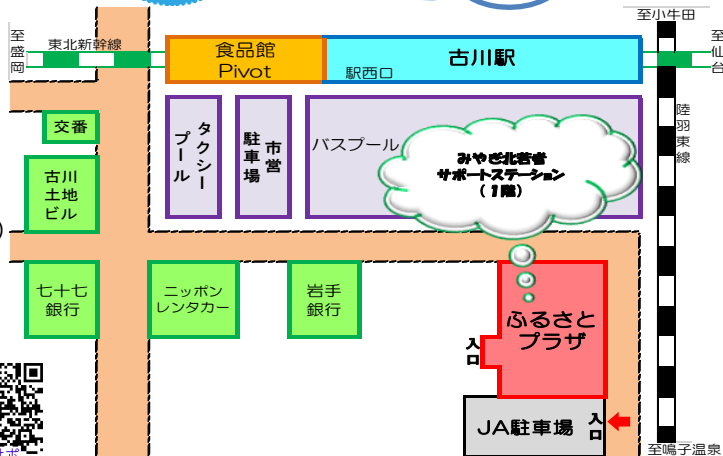 至小牛田
至盛岡
東北新幹線
食品館
Pivot
駅西口
古川駅
至仙台
陸羽東線
交番
タクシー
プール
市営
駐車場
バスプール
みやぎ北若者
サポートステーション
(1階)
古川
土地
ビル
七十七
銀行
ニッポン
レンタカー
岩手
銀行
ふるさと
プラザ
入口
JA駐車場
入口
至鳴子温泉